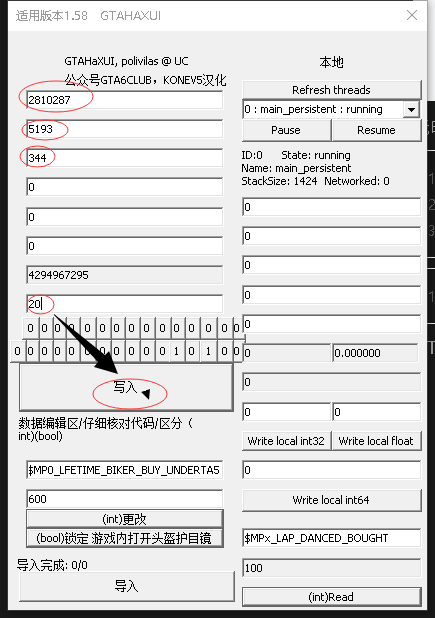 适用版本1.58 GTAHAXUI
GTAHaXUI, polivilas @ UC
公众号GTA6CLUB，KONEV5汉化
2810287
5193
344
0
0
0
4294967295
20
0 0 0 0 0 0 0 0 0 0 0 0 0 0 0 0
0 0 0 0 0 0 0 0 0 0 0 1 0 1 0 0
写入
数据编辑区/仔细核对代码/区分（
int)(bool)
$MP0_LFETIME_BIKER_BUY_UNDERTA5
600
(int)更改
(bool)锁定 游戏内打开头盔护目镜
导入完成: 0/0
导入
本地
Refresh threads
0 : main_persistent : running
Pause Resume
ID:0 State: running
Name: main_persistent
StackSize: 1424 Networked: 0
0
0
0
0
0
0 0.000000
0
0 0
Write local int32 Write local float
0
Write local int64
$MPx_LAP_DANCED_BOUGHT
100
(int)Read